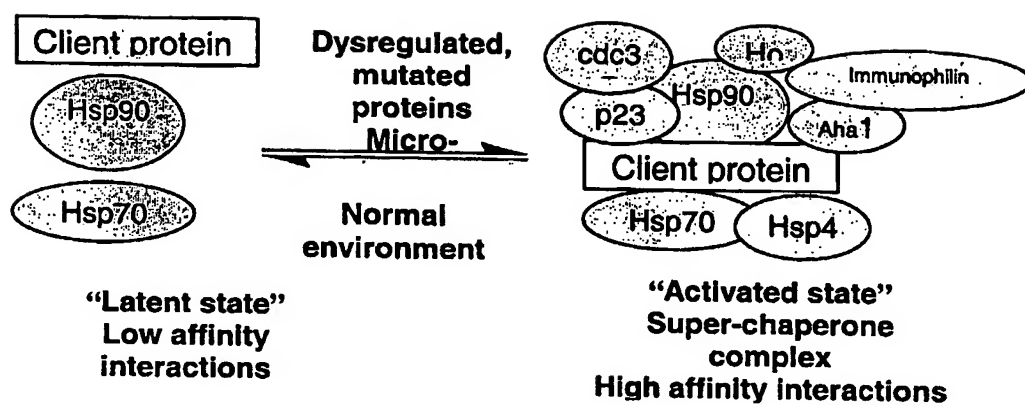 Client protein
Hsp90
Hsp70
Dysregulated,
mutated
proteins
Micro-
Normal
environment
"Latent state"
Low affinity
interactions
cdc3
Ho
Immunophilin
Hsp90
p23
Aha1
Client protein
Hsp70
Hsp4
"Activated state"
Super-chaperone
complex
High affinity interactions